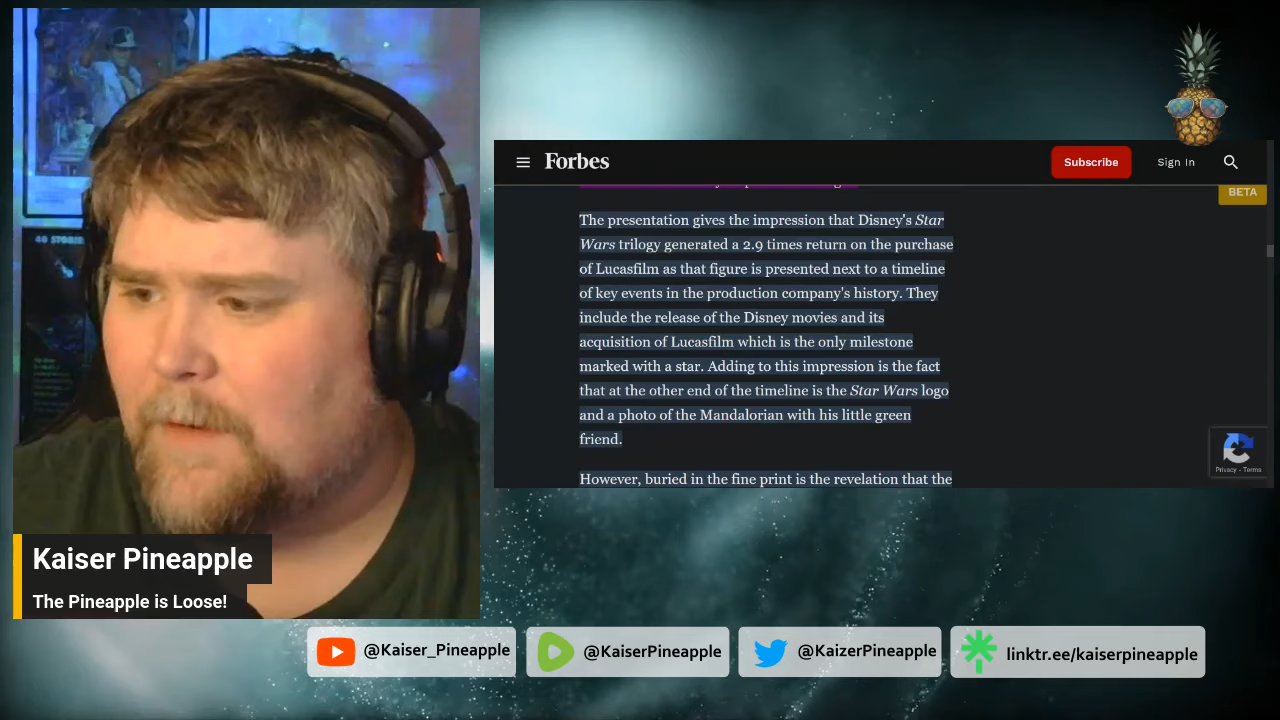 40 STORIES
Kaiser Pineapple
The Pineapple is Loose!
Forbes
Subscribe
Sign In
BETA
The presentation gives the impression that Disney's Star
Wars trilogy generated a 2.9 times return on the purchase
of Lucasfilm as that figure is presented next to a timeline
of key events in the production company's history. They
include the release of the Disney movies and its
acquisition of Lucasfilm which is the only milestone
marked with a star. Adding to this impression is the fact
that at the other end of the timeline is the Star Wars logo
and a photo of the Mandalorian with his little green
friend.
However, buried in the fine print is the revelation that the
Privacy - Terms
@Kaiser_Pineapple
@KaiserPineapple
@KaizerPineapple
linktr.ee/kaiserpineapple